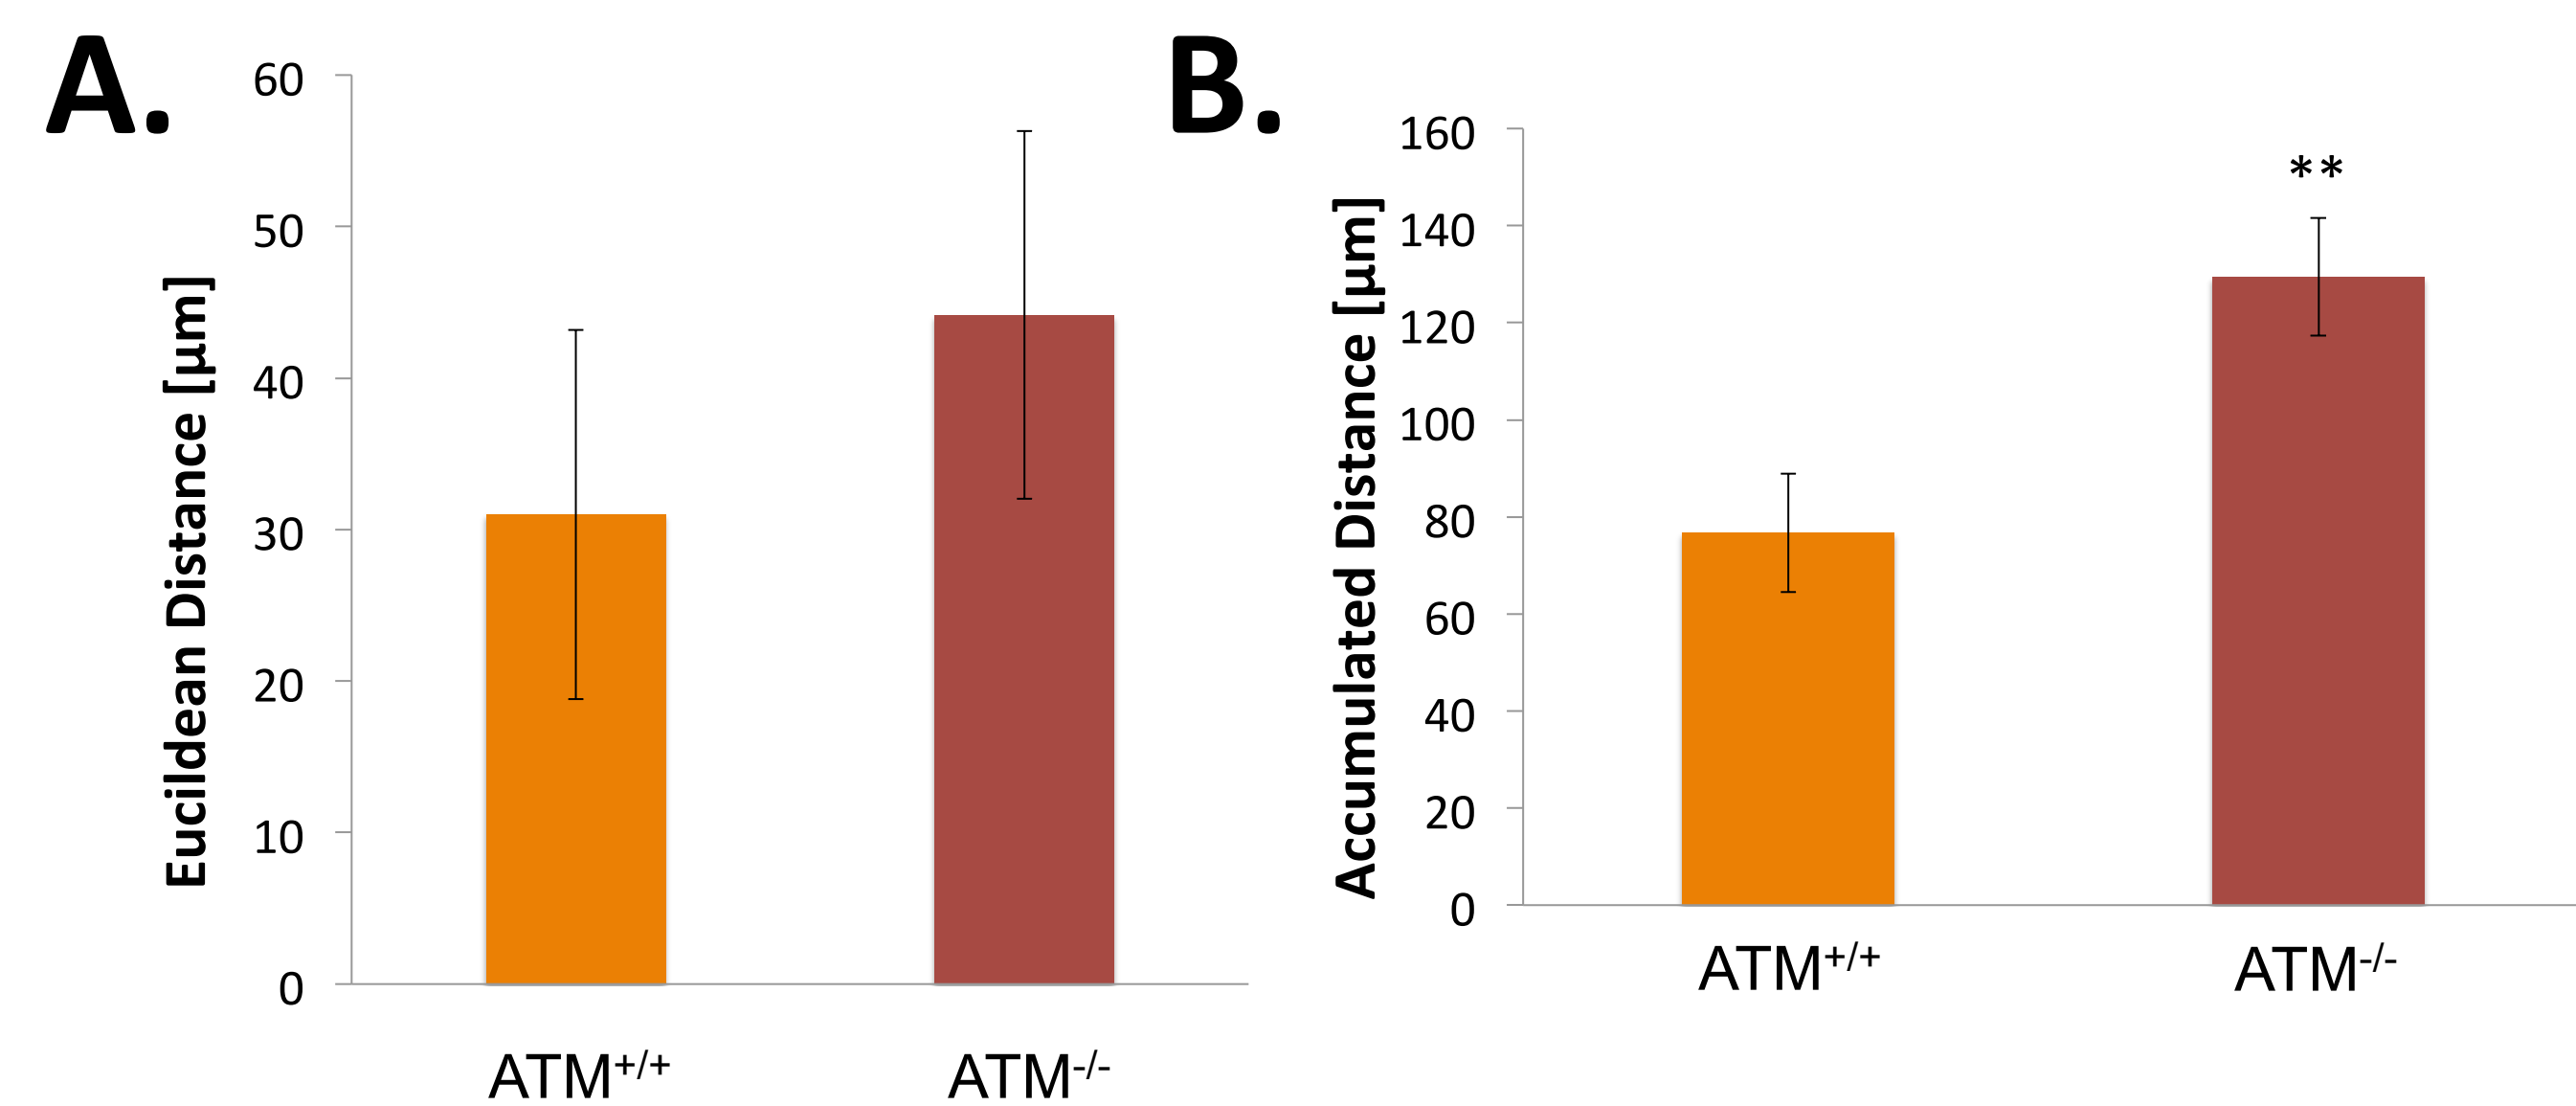 A.
60
50
40
30
20
10
0
Eucildean Distance [µm]
ATM+/+
ATM-/-
B.
160
140
120
100
80
60
40
20
0
Accumulated Distance [µm]
**
ATM+/+
ATM-/-